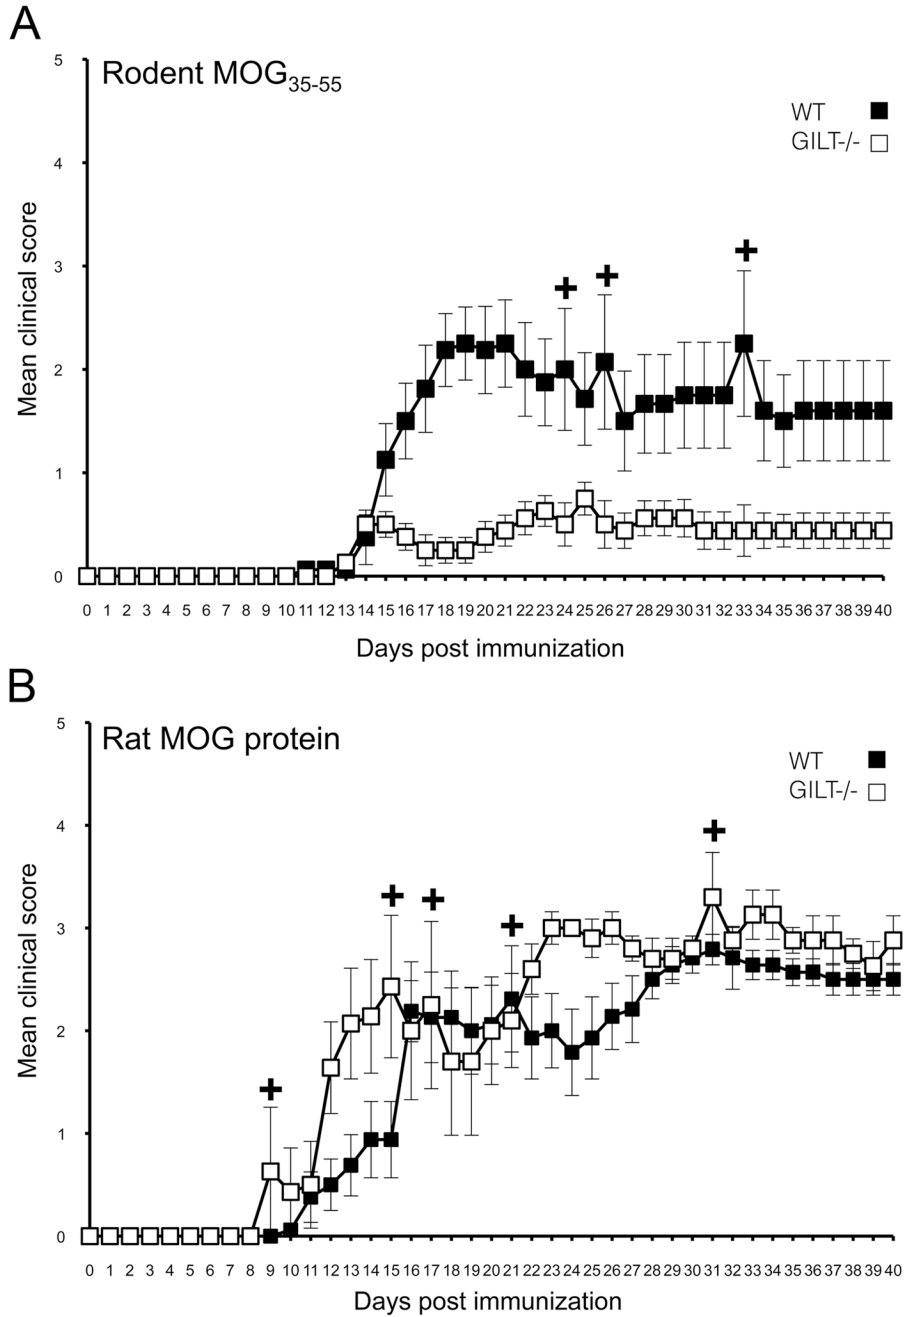 A
Rodent MOG35-55
WT
GILT-/-
Mean clinical score
5
4
3
2
1
0
0 1 2 3 4 5 6 7 8 9 10 11 12 13 14 15 16 17 18 19 20 21 22 23 24 25 26 27 28 29 30 31 32 33 34 35 36 37 38 39 40
Days post immunization
B
Rat MOG protein
WT
GILT-/-
Mean clinical score
5
4
3
2
1
0
0 1 2 3 4 5 6 7 8 9 10 11 12 13 14 15 16 17 18 19 20 21 22 23 24 25 26 27 28 29 30 31 32 33 34 35 36 37 38 39 40
Days post immunization